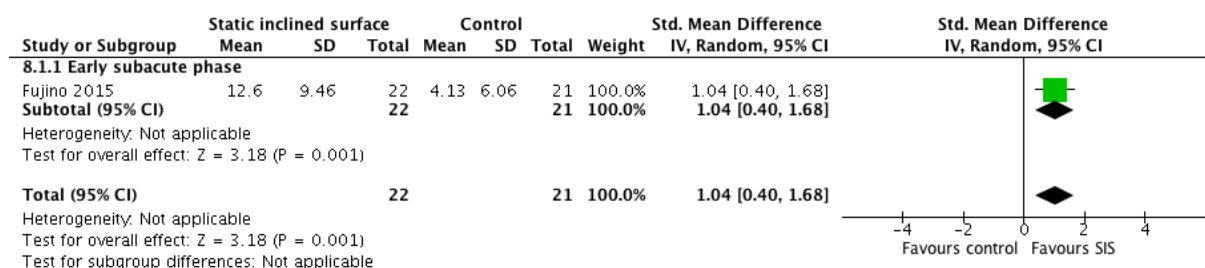 Static inclined surface Control Std. Mean Difference Std. Mean Difference
Study or Subgroup Mean SD Total Mean SD Total Weight IV, Random, 95% CI IV, Random, 95% CI
8.1.1 Early subacute phase
Fujino 2015 12.6 9.46 22 4.13 6.06 21 100.0% 1.04 [0.40, 1.68]
Subtotal (95% CI) 22 21 100.0% 1.04 [0.40, 1.68]
Heterogeneity: Not applicable
Test for overall effect: Z = 3.18 (P = 0.001)
Total (95% CI) 22 21 100.0% 1.04 [0.40, 1.68]
Heterogeneity: Not applicable
Test for overall effect: Z = 3.18 (P = 0.001)
Test for subgroup differences: Not applicable
-4 -2 0 2 4
Favours control Favours SIS